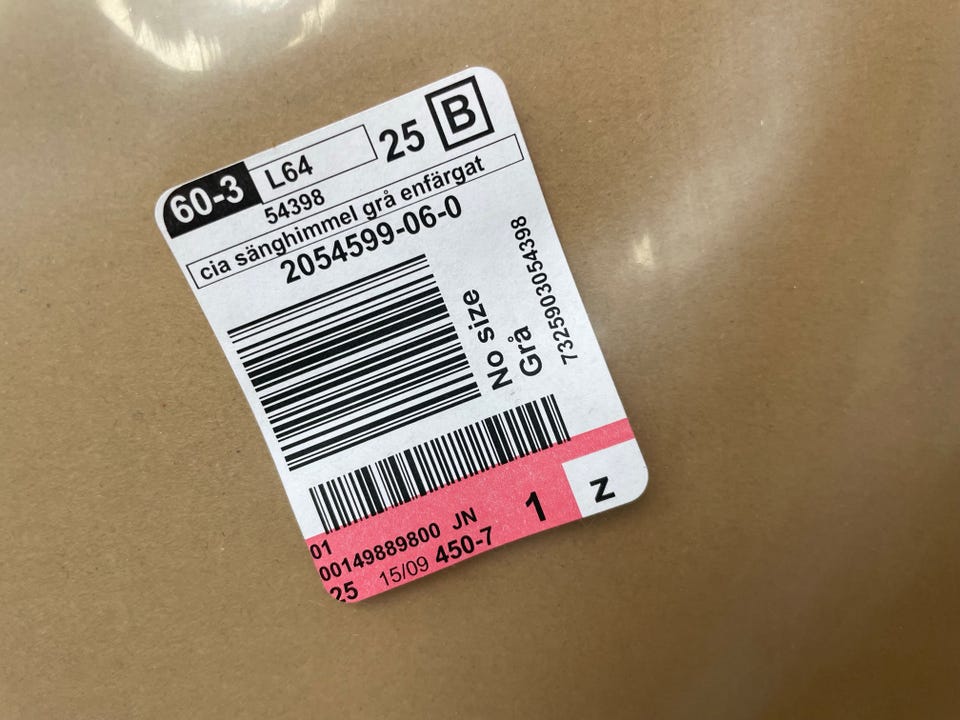 60-3 L64 25 B
54398
cia sänghimmel grå enfärgat
2054599-06-0
No size
Grå
7325903054398
01
00149889800 JN 1 Z
25 15/09 450-7